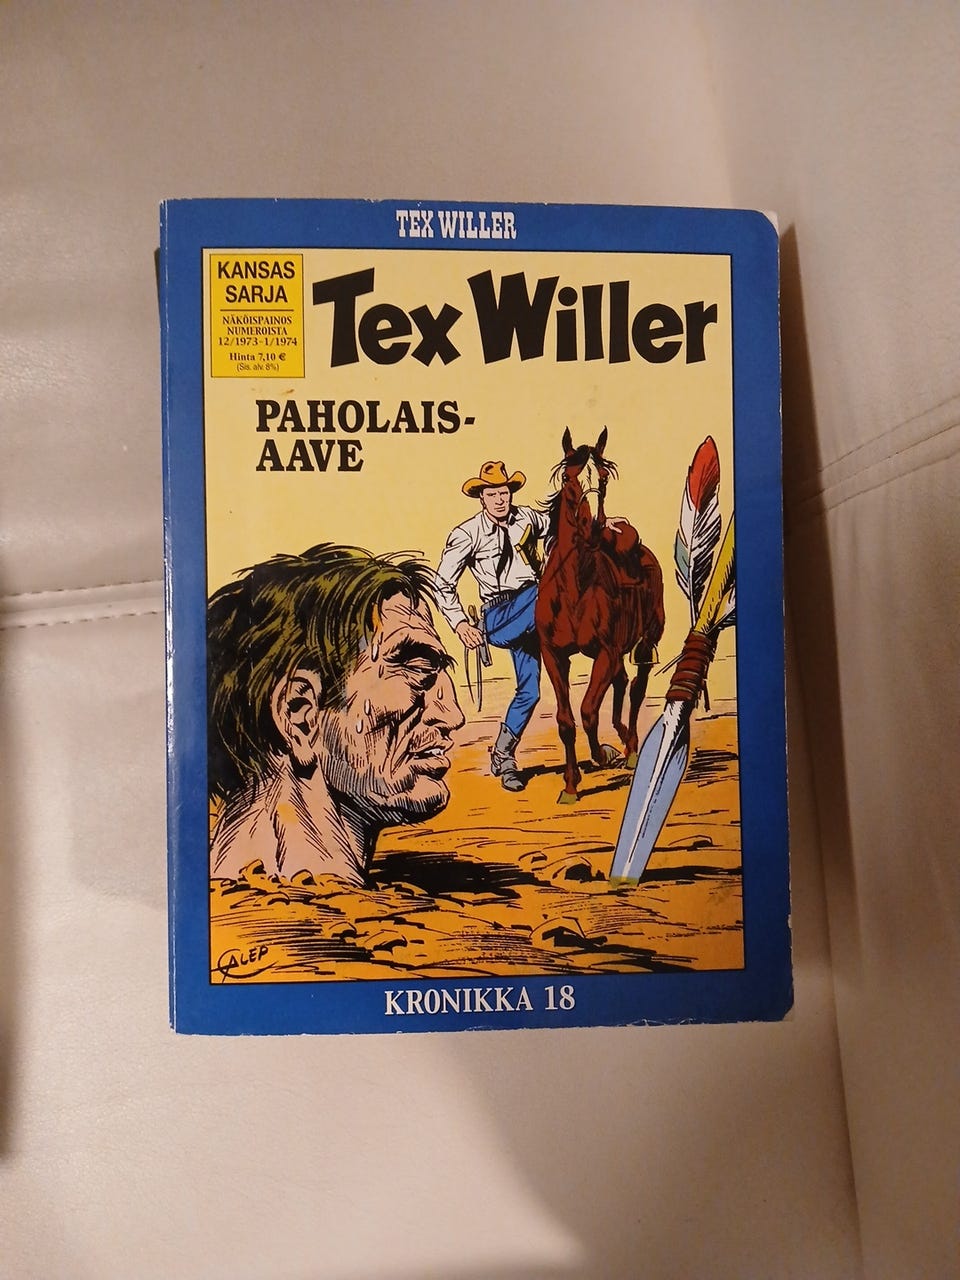 TEX WILLER
KANSAS
SARJA
NÄKÖISPAINOS
NUMEROISTA
12/1973-1/1974
Hinta 7,10 €
(Sis. alv. 8%)
Tex Willer
PAHOLAIS-
AAVE
GALEP
KRONIKKA 18